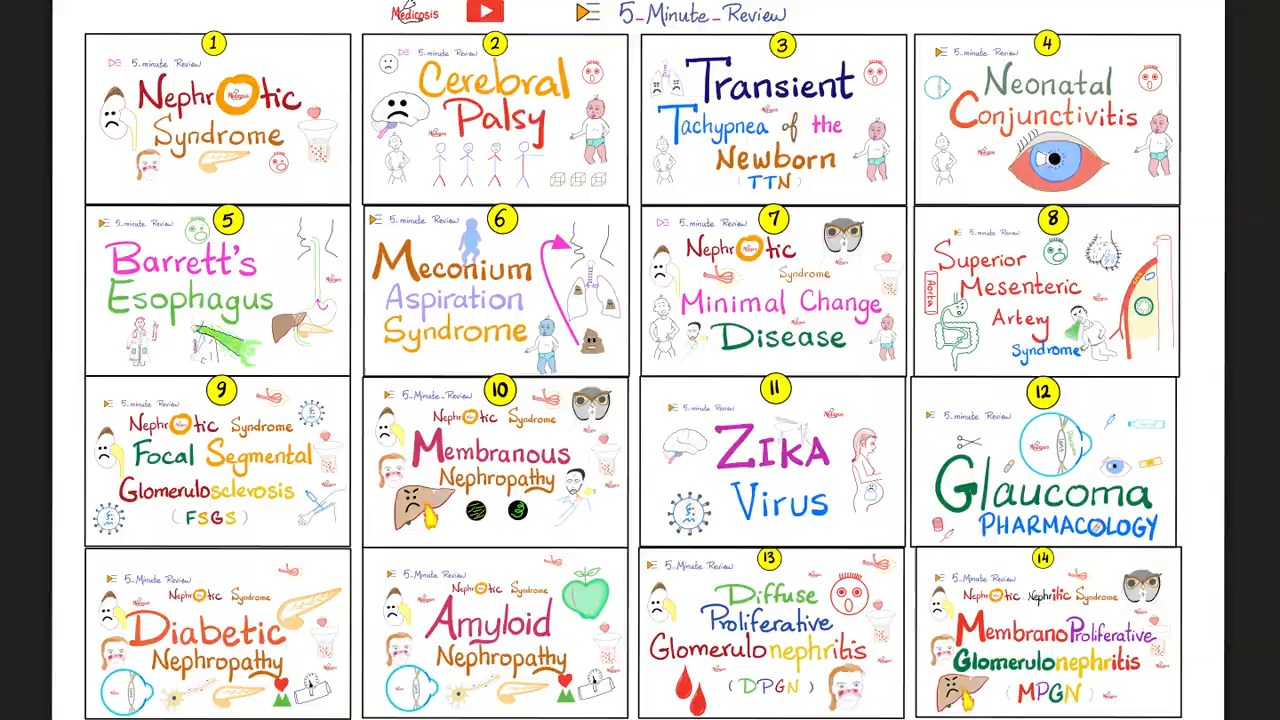 Medicosis
5_Minute_Review
1
5-minute Review
NephrOtic
Syndrome
2
5-minute Review
Cerebral
Palsy
3
Transient
Tachypnea of the
Newborn
(TTN)
4
5-minute Review
Neonatal
Conjunctivitis
5
5-minute Review
Barrett's
Esophagus
6
5-minute Review
Meconium
Aspiration
Syndrome
7
5-minute Review
NephrOtic
Syndrome
Minimal Change
Disease
8
5-minute Review
Superior
Mesenteric
Artery
Syndrome
Aorta
9
5-minute Review
NephrOtic Syndrome
Focal Segmental
Glomerulosclerosis
(FSGS)
10
5-Minute-Review
NephrOtic Syndrome
Membranous
Nephropathy
11
5-minute Review
ZIKA
Virus
12
5-minute Review
Glaucoma
PHARMACOLOGY
5-Minute Review
NephrOtic Syndrome
Diabetic
Nephropathy
5-Minute Review
NephrOtic Syndrome
Amyloid
Nephropathy
13
5-Minute Review
Diffuse
Proliferative
Glomerulonephritis
(DPGN)
14
5-Minute Review
NephrOtic Nephritic Syndrome
MembranoProliferative
Glomerulonephritis
(MPGN)